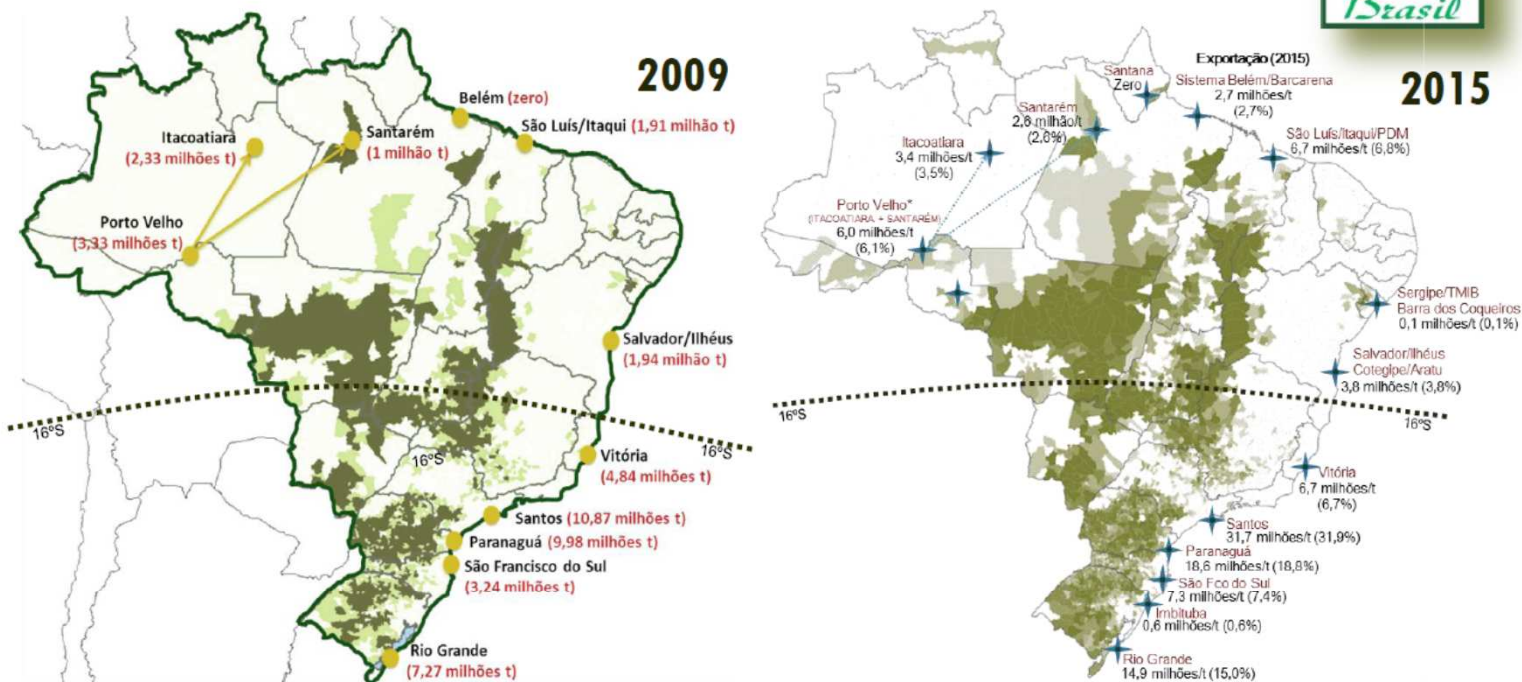 Brasil
2009
Belém (zero)
São Luís/Itaqui (1,91 milhão t)
Itacoatiara
(2,33 milhões t)
Santarém
(1 milhão t)
Porto Velho
(3,33 milhões t)
Salvador/Ilhéus
(1,94 milhão t)
16ºS
16ºS
16ºS
Vitória
(4,84 milhões t)
Santos (10,87 milhões t)
Paranaguá (9,98 milhões t)
São Francisco do Sul
(3,24 milhões t)
Rio Grande
(7,27 milhões t)
2015
Exportação (2015)
Santana
Zero
Sistema Belém/Barcarena
2,7 milhões/t
(2,7%)
Santarém
2,6 milhão/t
(2,6%)
Itacoatiara
3,4 milhões/t
(3,5%)
São Luís/Itaqui/PDM
6,7 milhões/t (6,8%)
Porto Velho*
(ITACOATIARA + SANTARÉM)
6,0 milhões/t
(6,1%)
Sergipe/TMIB
Barra dos Coqueiros
0,1 milhões/t (0,1%)
Salvador/Ilhéus
Cotegipe/Aratu
3,8 milhões/t (3,8%)
16ºS
16ºS
Vitória
6,7 milhões/t
(6,7%)
Santos
31,7 milhões/t (31,9%)
Paranaguá
18,6 milhões/t (18,8%)
São Fco do Sul
7,3 milhões/t (7,4%)
Imbituba
0,6 milhões/t (0,6%)
Rio Grande
14,9 milhões/t (15,0%)